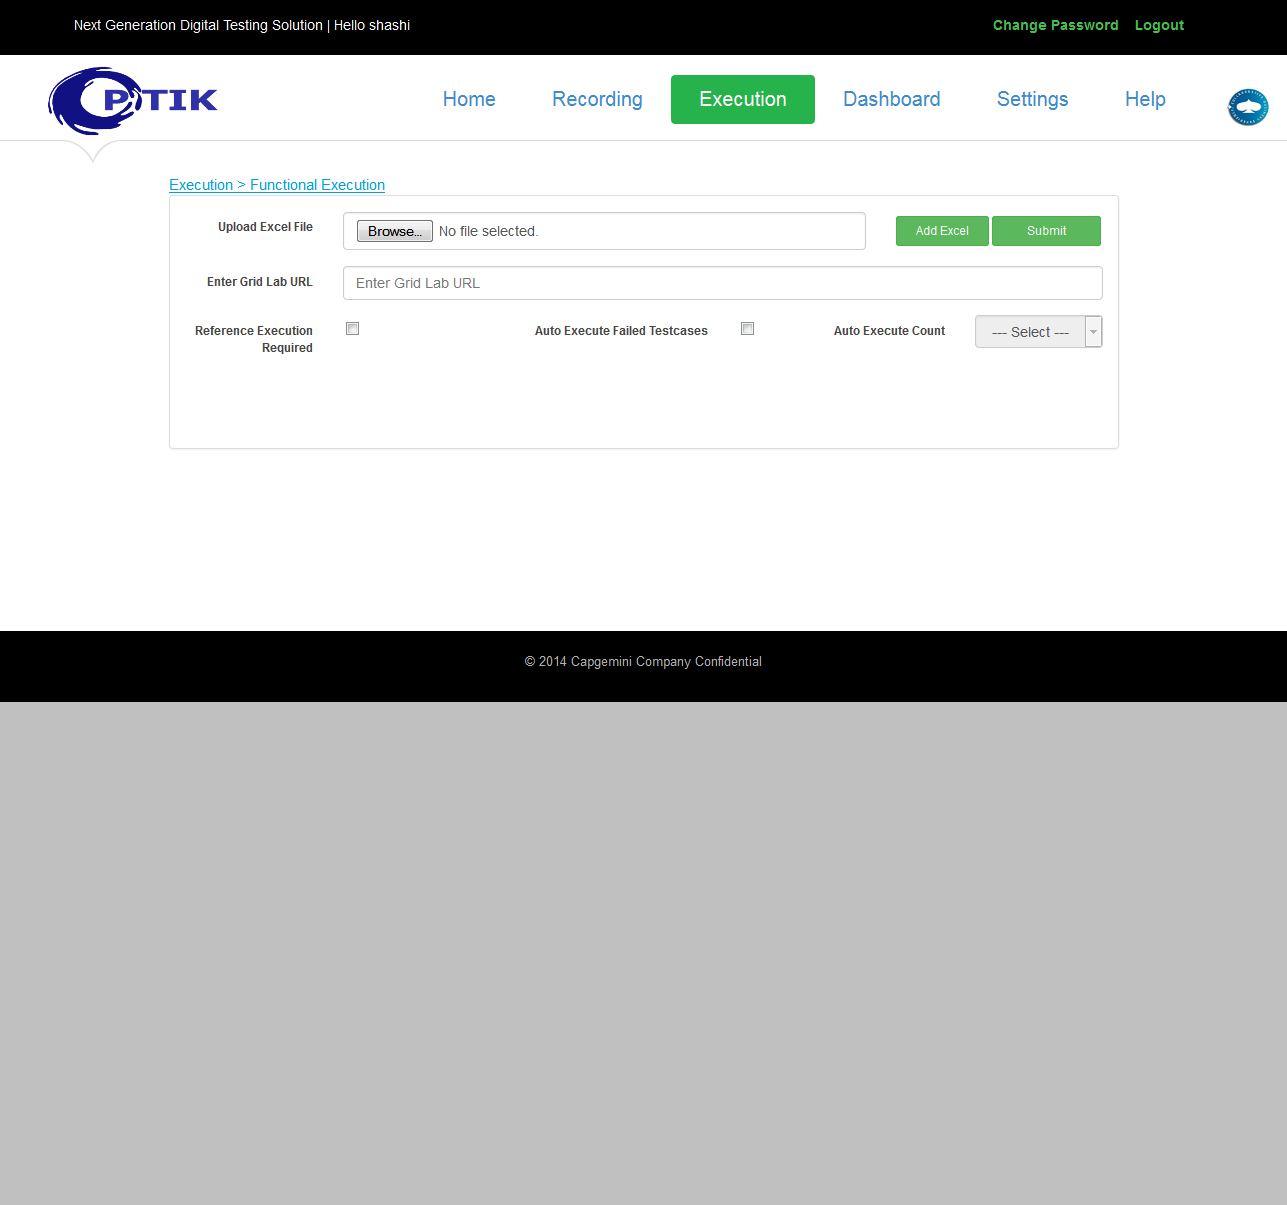 Next Generation Digital Testing Solution | Hello shashi
Change Password Logout
OPTIK
Home Recording Execution Dashboard Settings Help
Execution > Functional Execution
Upload Excel File Browse... No file selected. Add Excel Submit
Enter Grid Lab URL Enter Grid Lab URL
Reference Execution Required Auto Execute Failed Testcases Auto Execute Count --- Select ---
© 2014 Capgemini Company Confidential